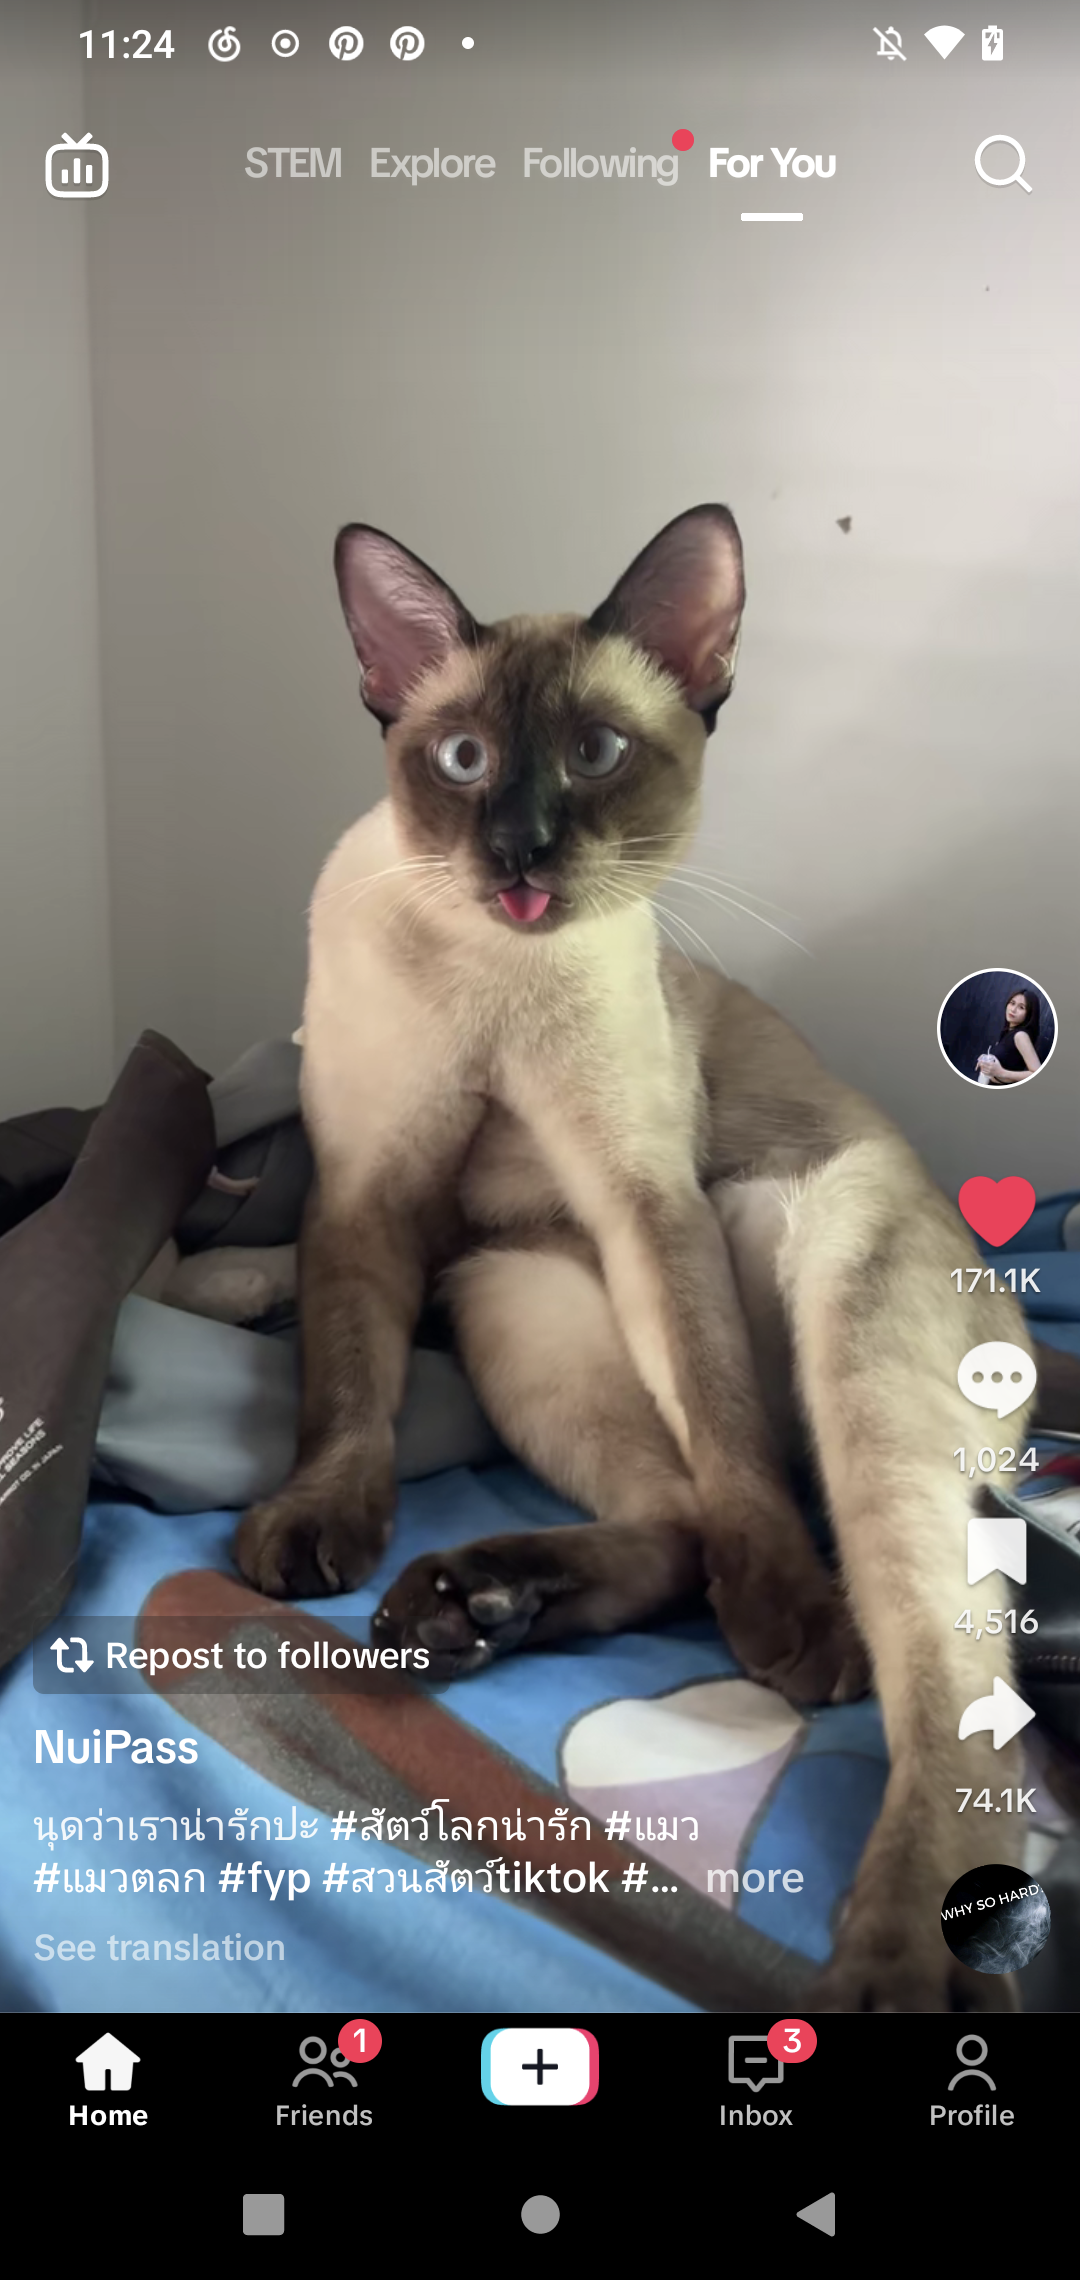 11:24
STEM Explore Following For You
171.1K
1,024
4,516
74.1K
Repost to followers
NuiPass
นุดว่าเราน่ารักปะ #สัตว์โลกน่ารัก #แมว
#แมวตลก #fyp #สวนสัตว์tiktok #... more
See translation
WHY SO HARD
1
3
Home Friends Inbox Profile